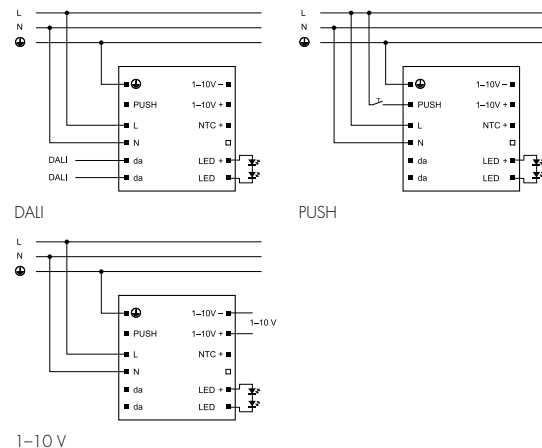 L
N
1–10V –
PUSH 1–10V +
L NTC +
N
DALI da LED +
DALI da LED
DALI
L
N
1–10V –
PUSH 1–10V +
L NTC +
N
da LED +
da LED
PUSH
L
N
1–10V –
1–10 V
PUSH 1–10V +
L NTC +
N
da LED +
da LED
1–10 V